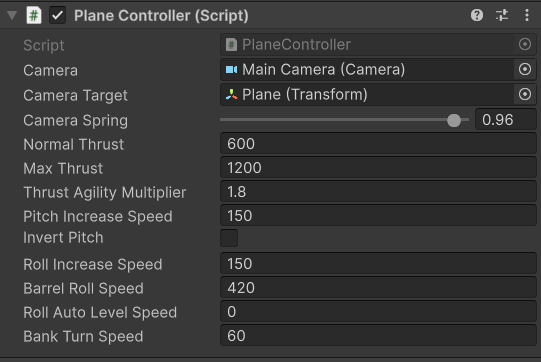 Plane Controller (Script)
Script PlaneController
Camera Main Camera (Camera)
Camera Target Plane (Transform)
Camera Spring 0.96
Normal Thrust 600
Max Thrust 1200
Thrust Agility Multiplier 1.8
Pitch Increase Speed 150
Invert Pitch
Roll Increase Speed 150
Barrel Roll Speed 420
Roll Auto Level Speed 0
Bank Turn Speed 60